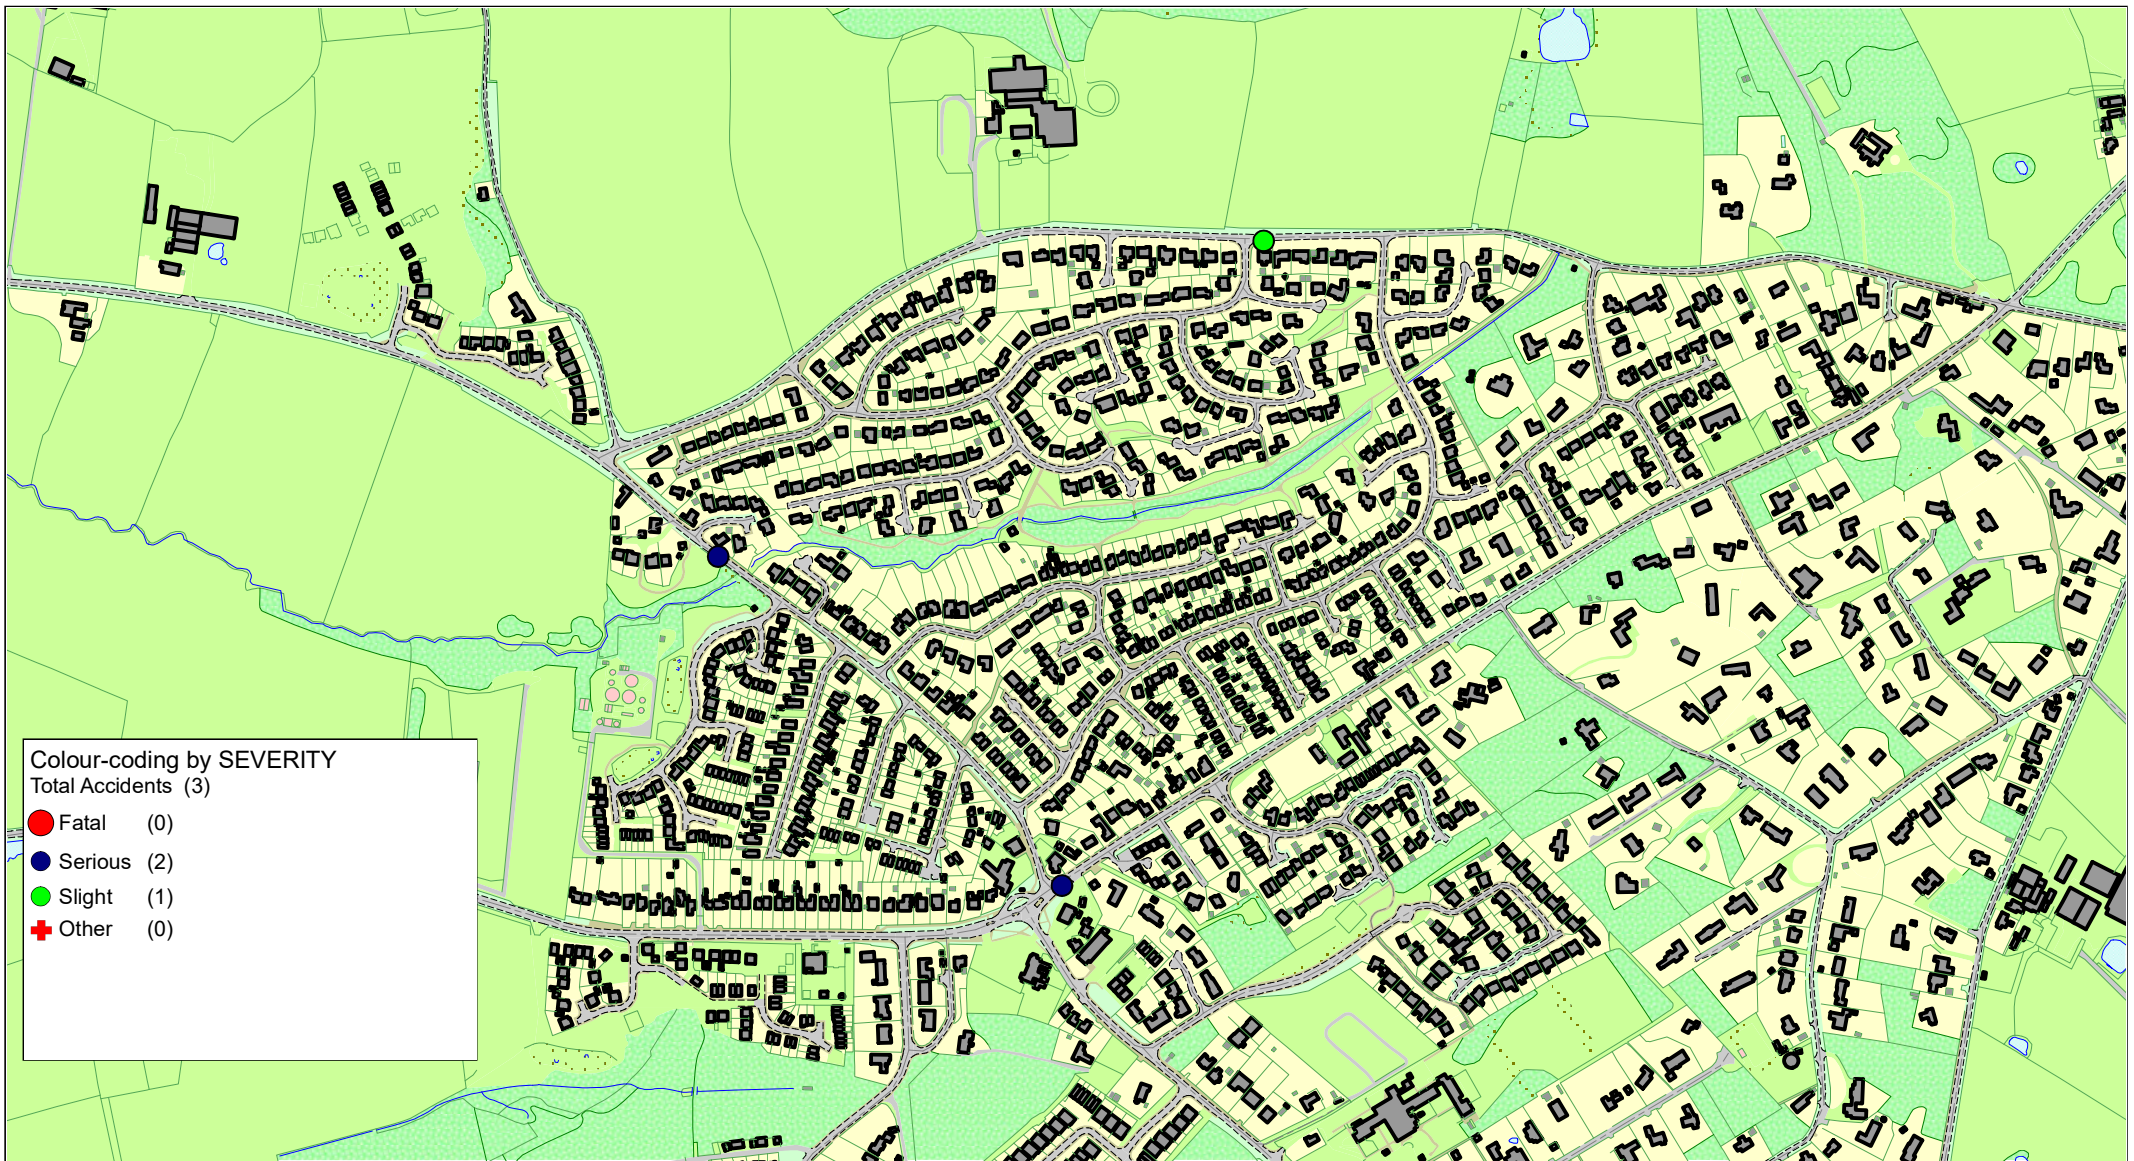 Colour-coding by SEVERITY
Total Accidents (3)
Fatal (0)
Serious (2)
Slight (1)
Other (0)